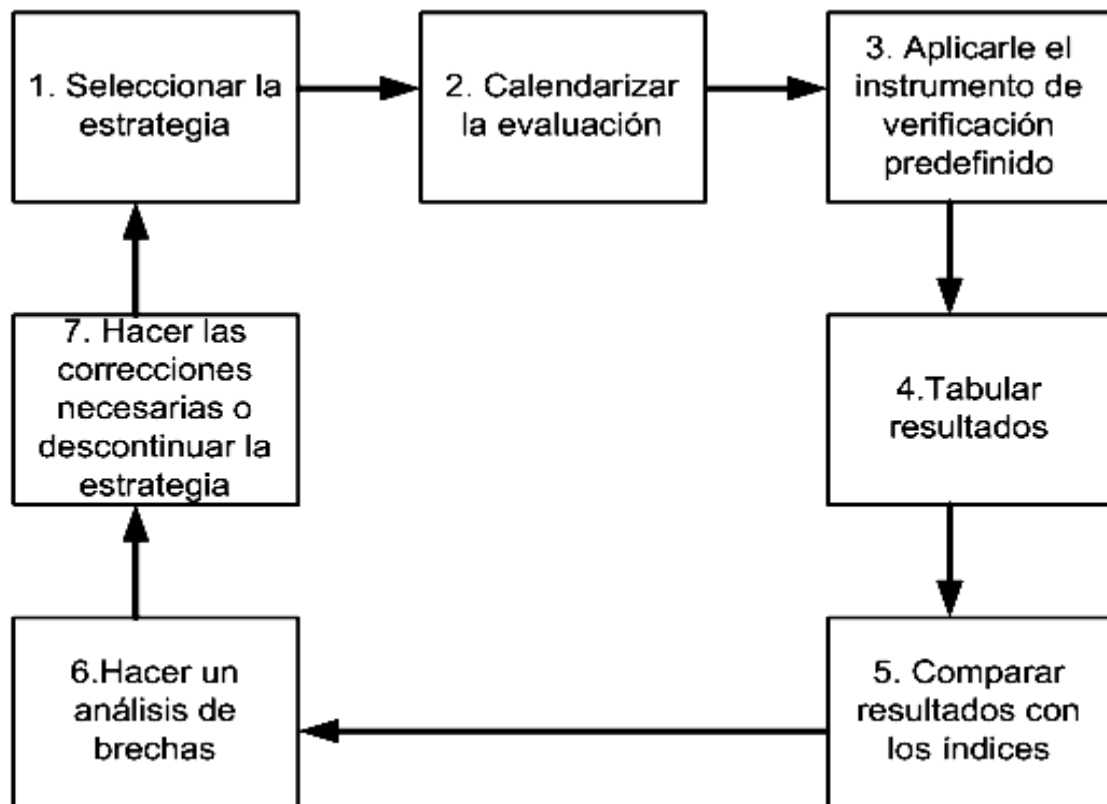 1. Seleccionar la
estrategia
2. Calendarizar
la evaluación
3. Aplicarle el
instrumento de
verificación
predefinido
4.Tabular
resultados
5. Comparar
resultados con
los índices
6.Hacer un
análisis de
brechas
7. Hacer las
correcciones
necesarias o
descontinuar la
estrategia